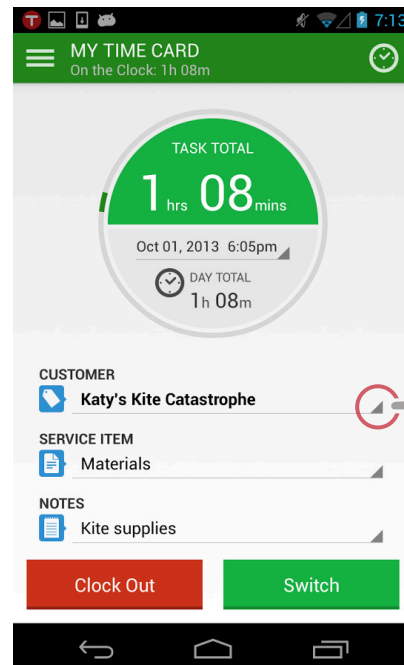 7:13
MY TIME CARD
On the Clock: 1h 08m
TASK TOTAL
1 hrs 08 mins
Oct 01, 2013 6:05pm
DAY TOTAL
1h 08m
CUSTOMER
Katy's Kite Catastrophe
SERVICE ITEM
Materials
NOTES
Kite supplies
Clock Out
Switch